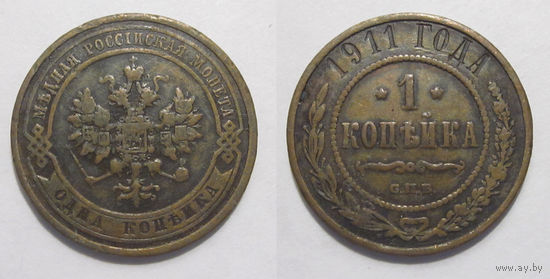 МѢДНАЯ РОССІЙСКАЯ МОНЕТА
ОДНА КОПѢЙКА
1911 ГОДА
1
КОПѢЙКА
С.П.Б.
www.ay.by